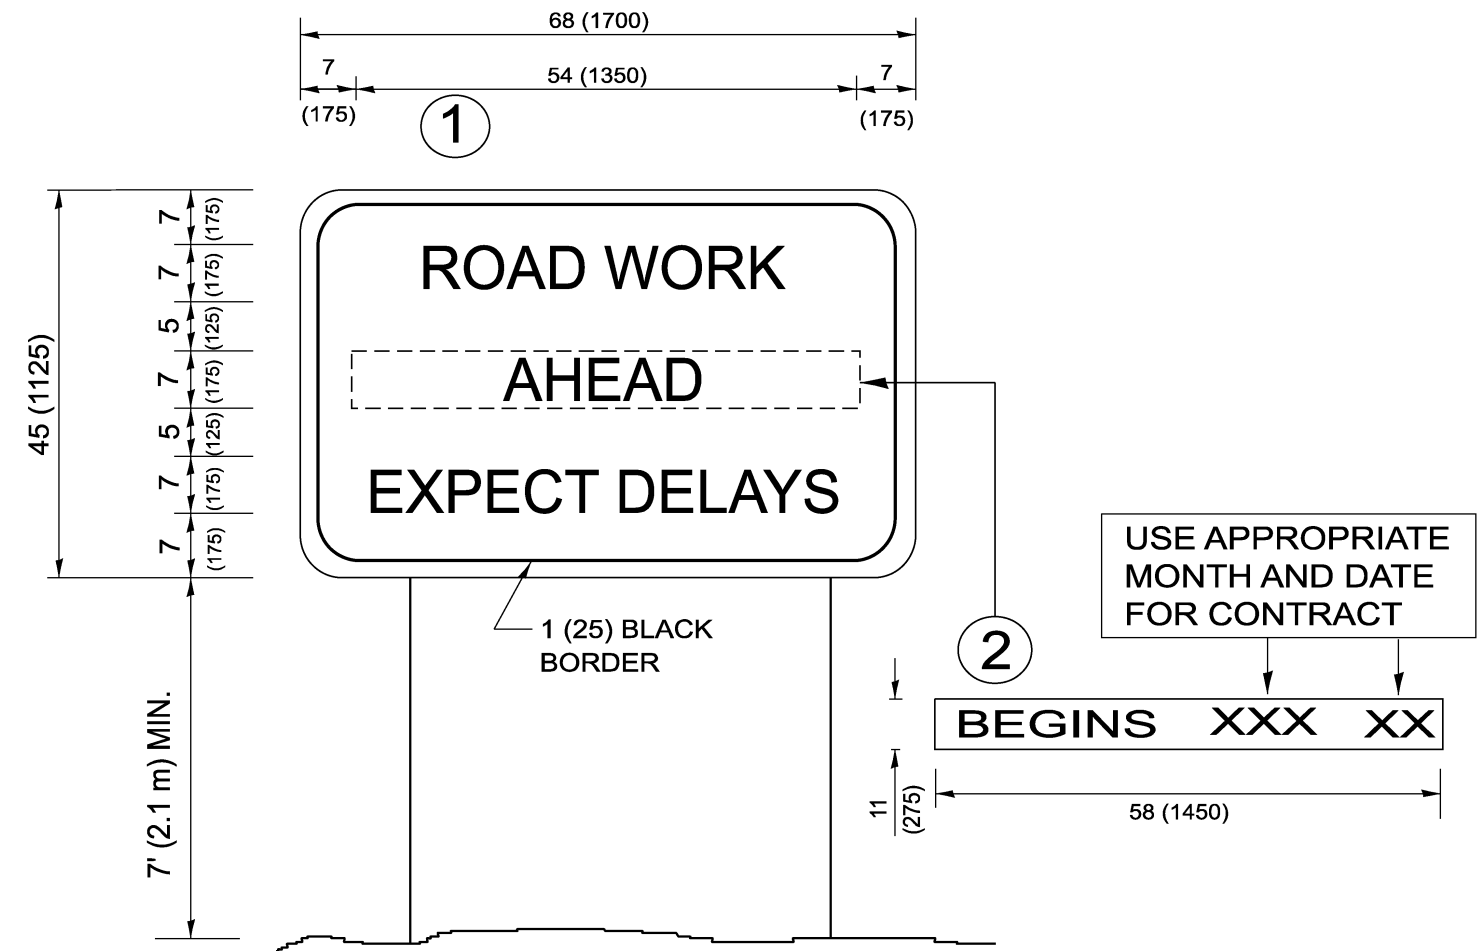 68 (1700)
7
54 (1350)
7
(175)
(175)
1
7 (175)
7 (175)
5 (125)
7 (175)
5 (125)
7 (175)
7 (175)
45 (1125)
ROAD WORK
AHEAD
EXPECT DELAYS
1 (25) BLACK
BORDER
7' (2.1 m) MIN.
2
USE APPROPRIATE
MONTH AND DATE
FOR CONTRACT
BEGINS XXX XX
11
(275)
58 (1450)